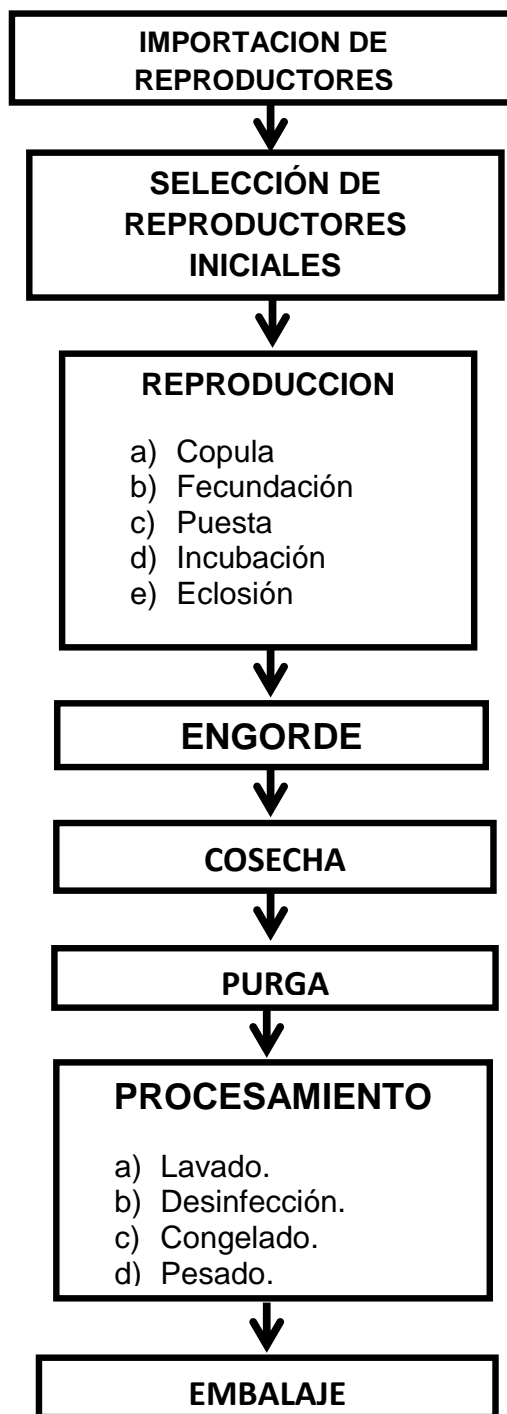 IMPORTACION DE
REPRODUCTORES
SELECCIÓN DE
REPRODUCTORES
INICIALES
REPRODUCCION
a) Copula
b) Fecundación
c) Puesta
d) Incubación
e) Eclosión
ENGORDE
COSECHA
PURGA
PROCESAMIENTO
a) Lavado.
b) Desinfección.
c) Congelado.
d) Pesado.
EMBALAJE